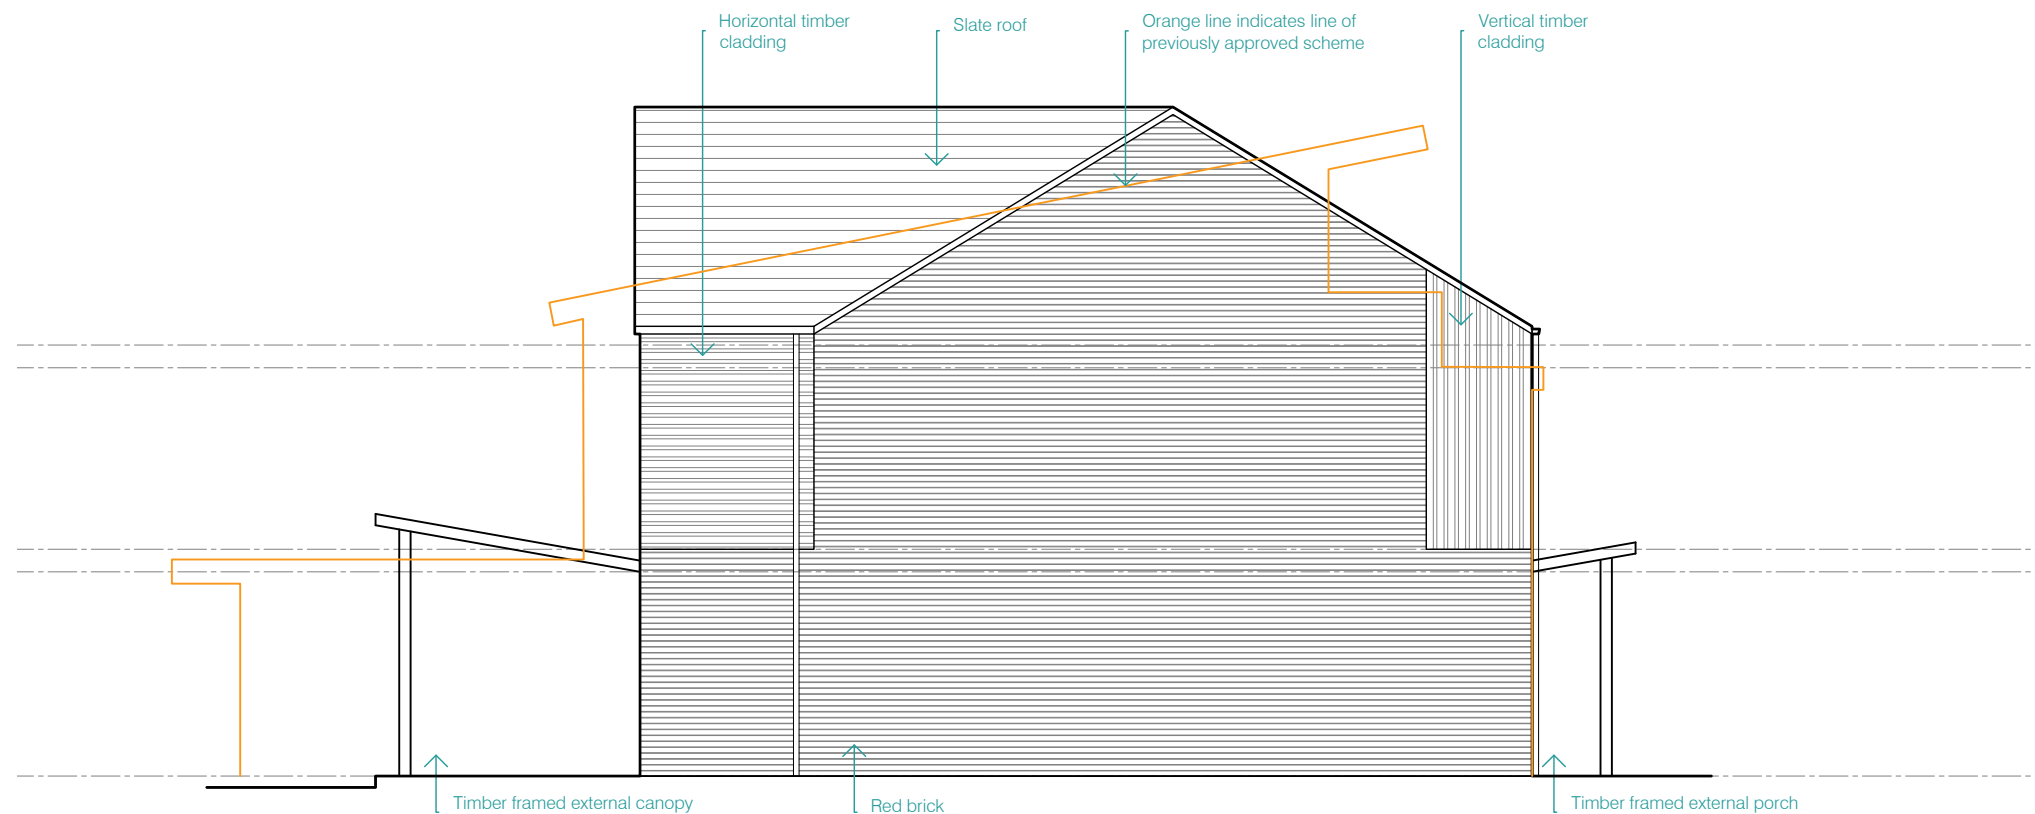 Horizontal timber
cladding
Slate roof
Orange line indicates line of
previously approved scheme
Vertical timber
cladding
Timber framed external canopy
Red brick
Timber framed external porch